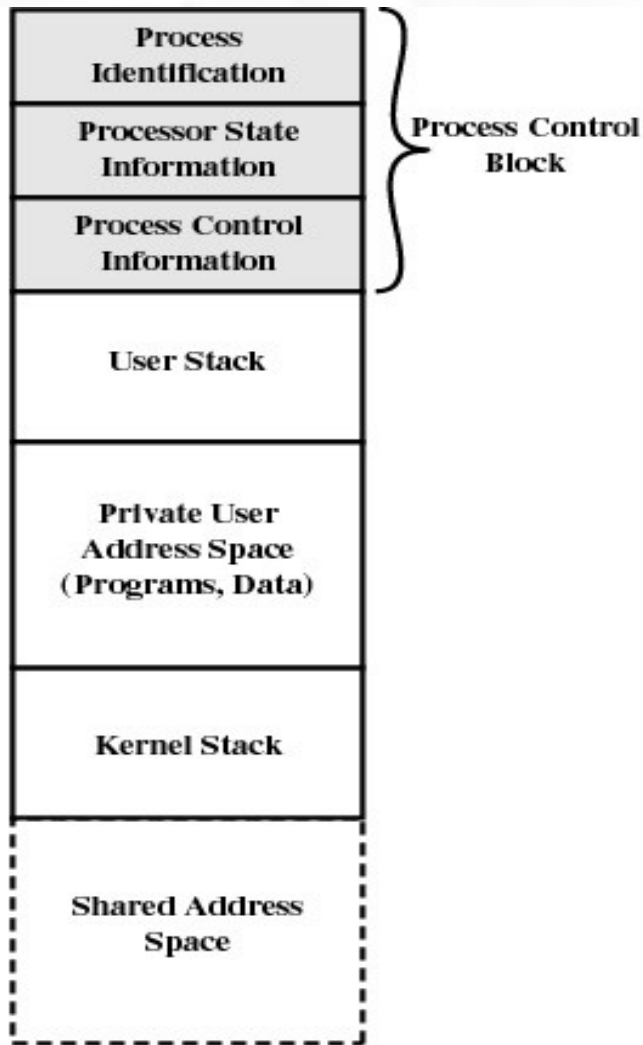 Process
Identification
Processor State
Information
Process Control
Information
Process Control
Block
User Stack
Private User
Address Space
(Programs, Data)
Kernel Stack
Shared Address
Space